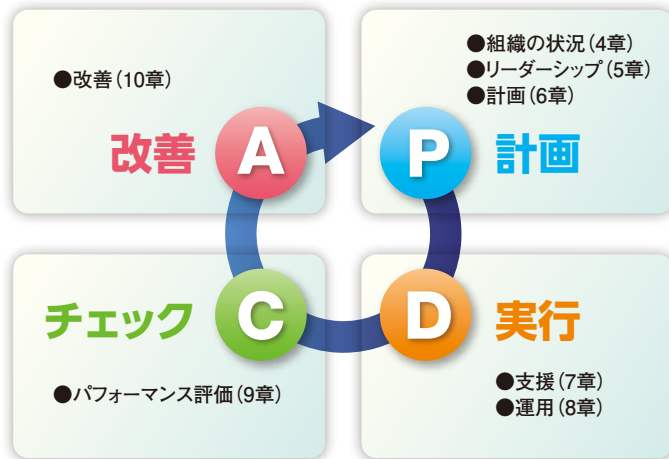 ●改善(10章)
改善
A
●組織の状況(4章)
●リーダーシップ(5章)
●計画(6章)
P
計画
チェック
C
●パフォーマンス評価(9章)
D
実行
●支援(7章)
●運用(8章)